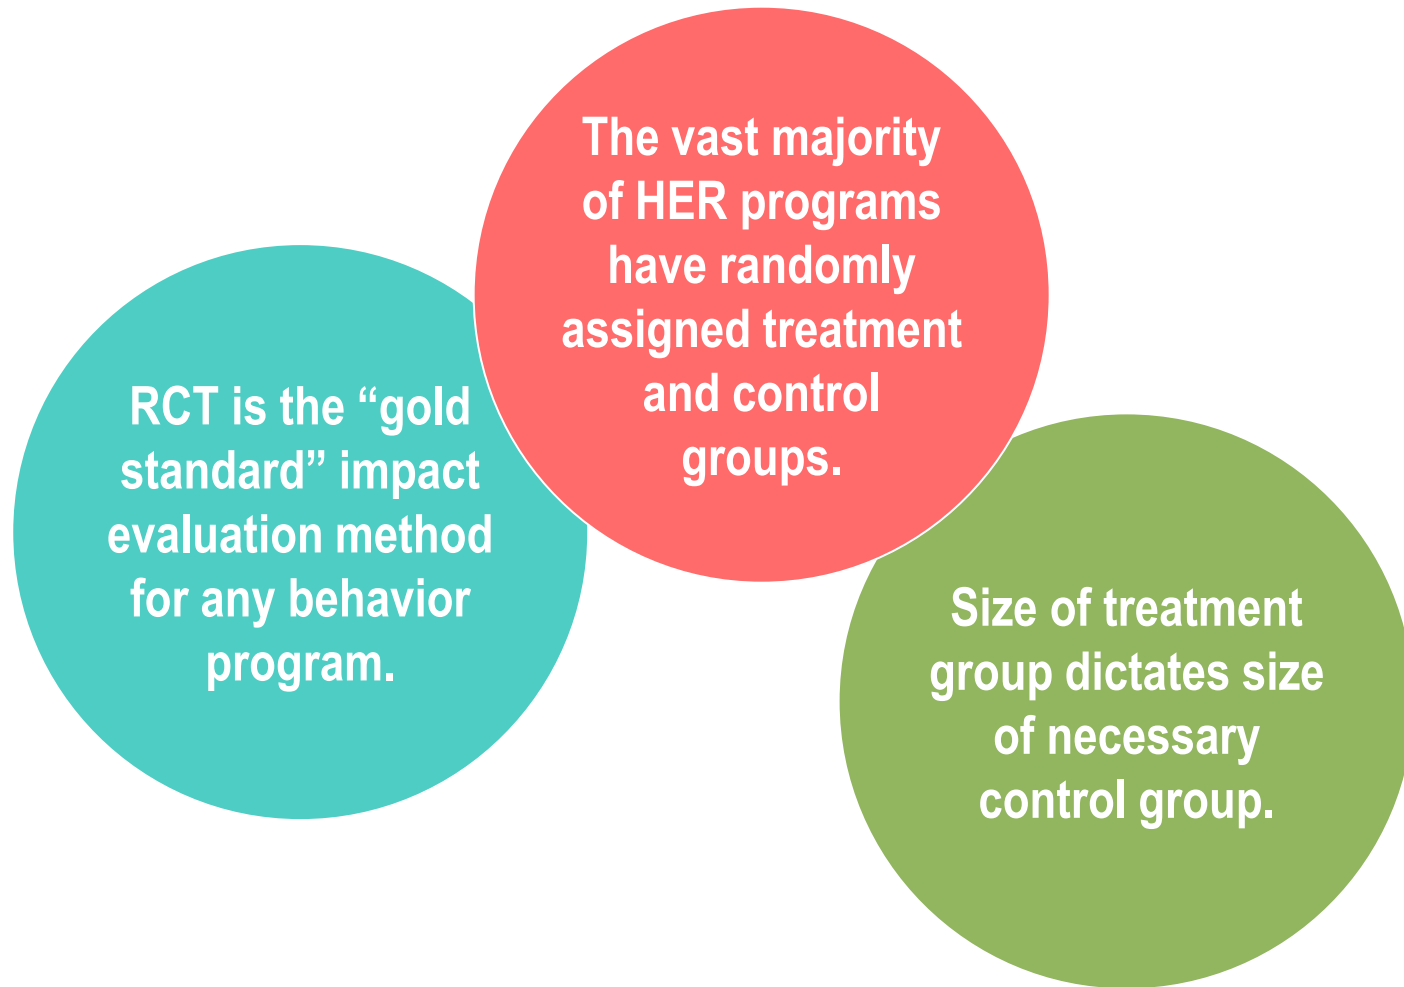 The vast majority
of HER programs
have randomly
assigned treatment
and control
groups.
RCT is the “gold
standard” impact
evaluation method
for any behavior
program.
Size of treatment
group dictates size
of necessary
control group.